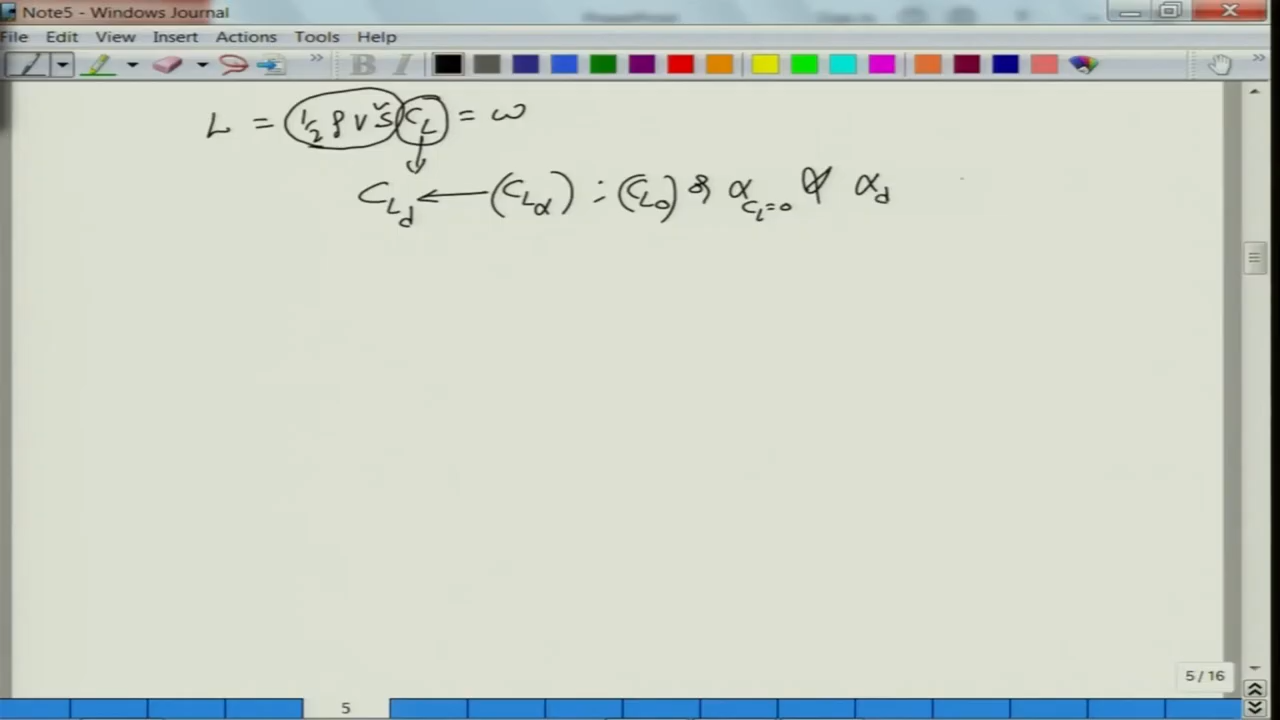 Note5 - Windows Journal
File Edit View Insert Actions Tools Help
B I
L = ½ ρ v² S C_L = ω
C_Ld ← (C_Lα) : (C_L0) & α_CL=0 α_d
5 / 16
5